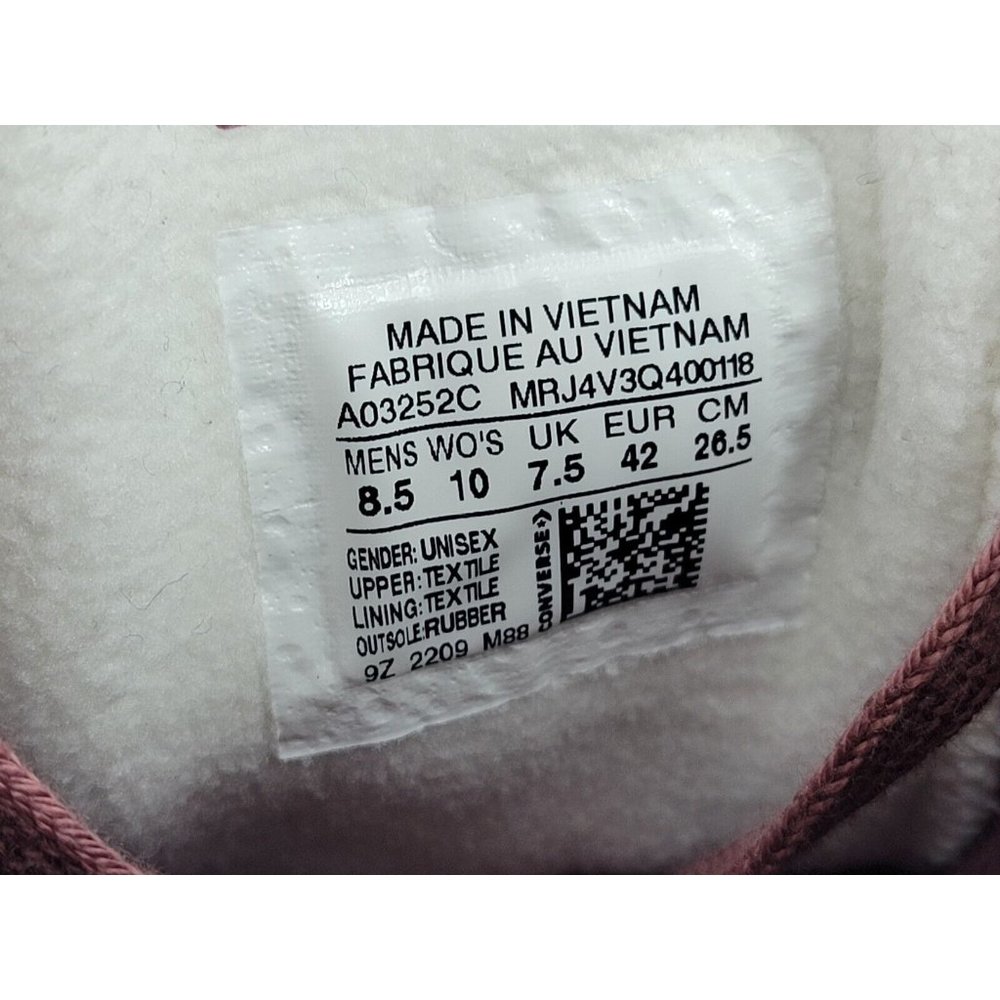 MADE IN VIETNAM
FABRIQUE AU VIETNAM
A03252C MRJ4V3Q400118
MENS WO'S UK EUR CM
8.5 10 7.5 42 26.5
GENDER: UNISEX
UPPER: TEXTILE
LINING: TEXTILE
OUTSOLE: RUBBER
9Z 2209 M88
CONVERSE